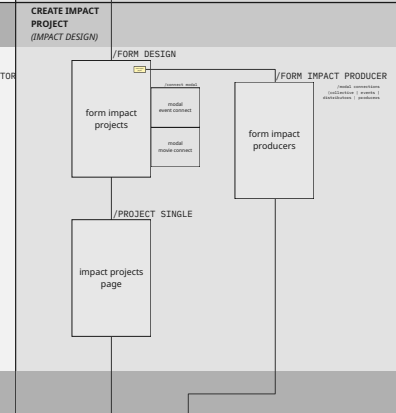 CREATE IMPACT
PROJECT
(IMPACT DESIGN)
/FORM DESIGN
TOR
/FORM IMPACT PRODUCER
/connect modal
/modal connections
(collective | events |
distributors | producers
modal
event connect
form impact
projects
form impact
producers
modal
movie connect
/PROJECT SINGLE
impact projects
page